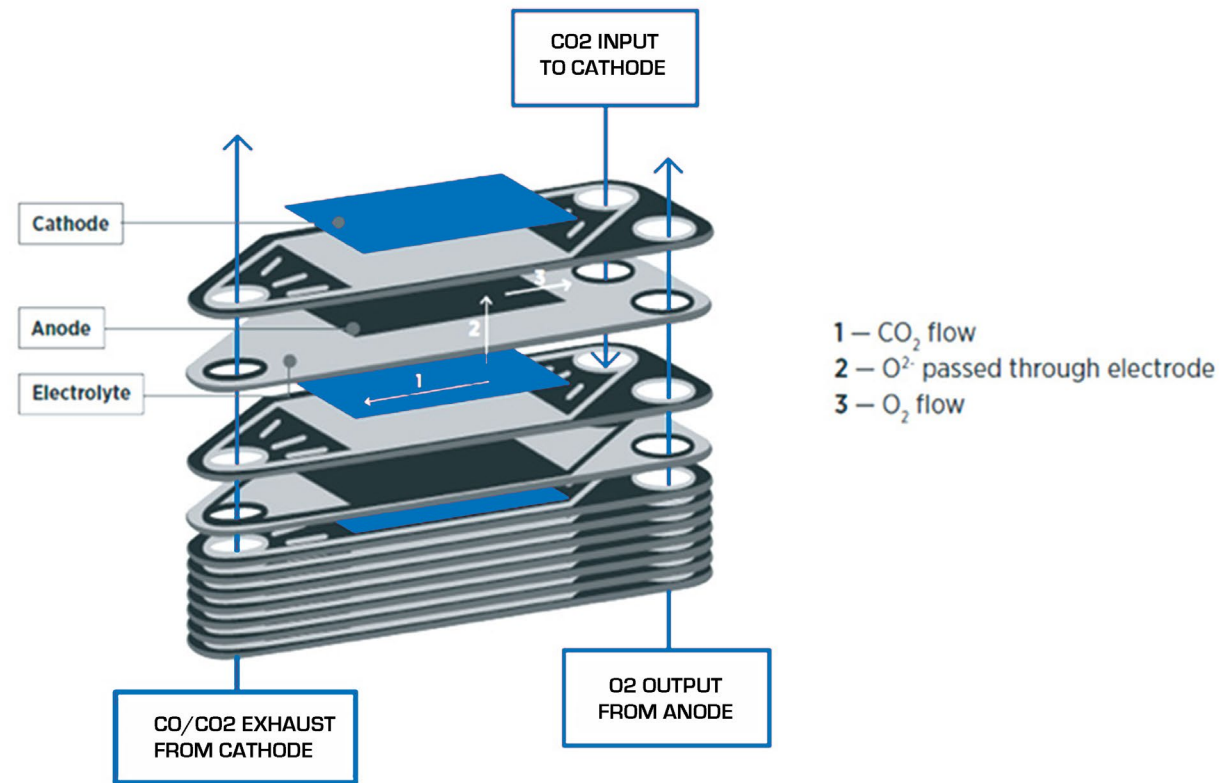 CO2 INPUT
TO CATHODE
Cathode
Anode
Electrolyte
3
2
1
1 — CO₂ flow
2 — O²⁻ passed through electrode
3 — O₂ flow
CO/CO2 EXHAUST
FROM CATHODE
O2 OUTPUT
FROM ANODE